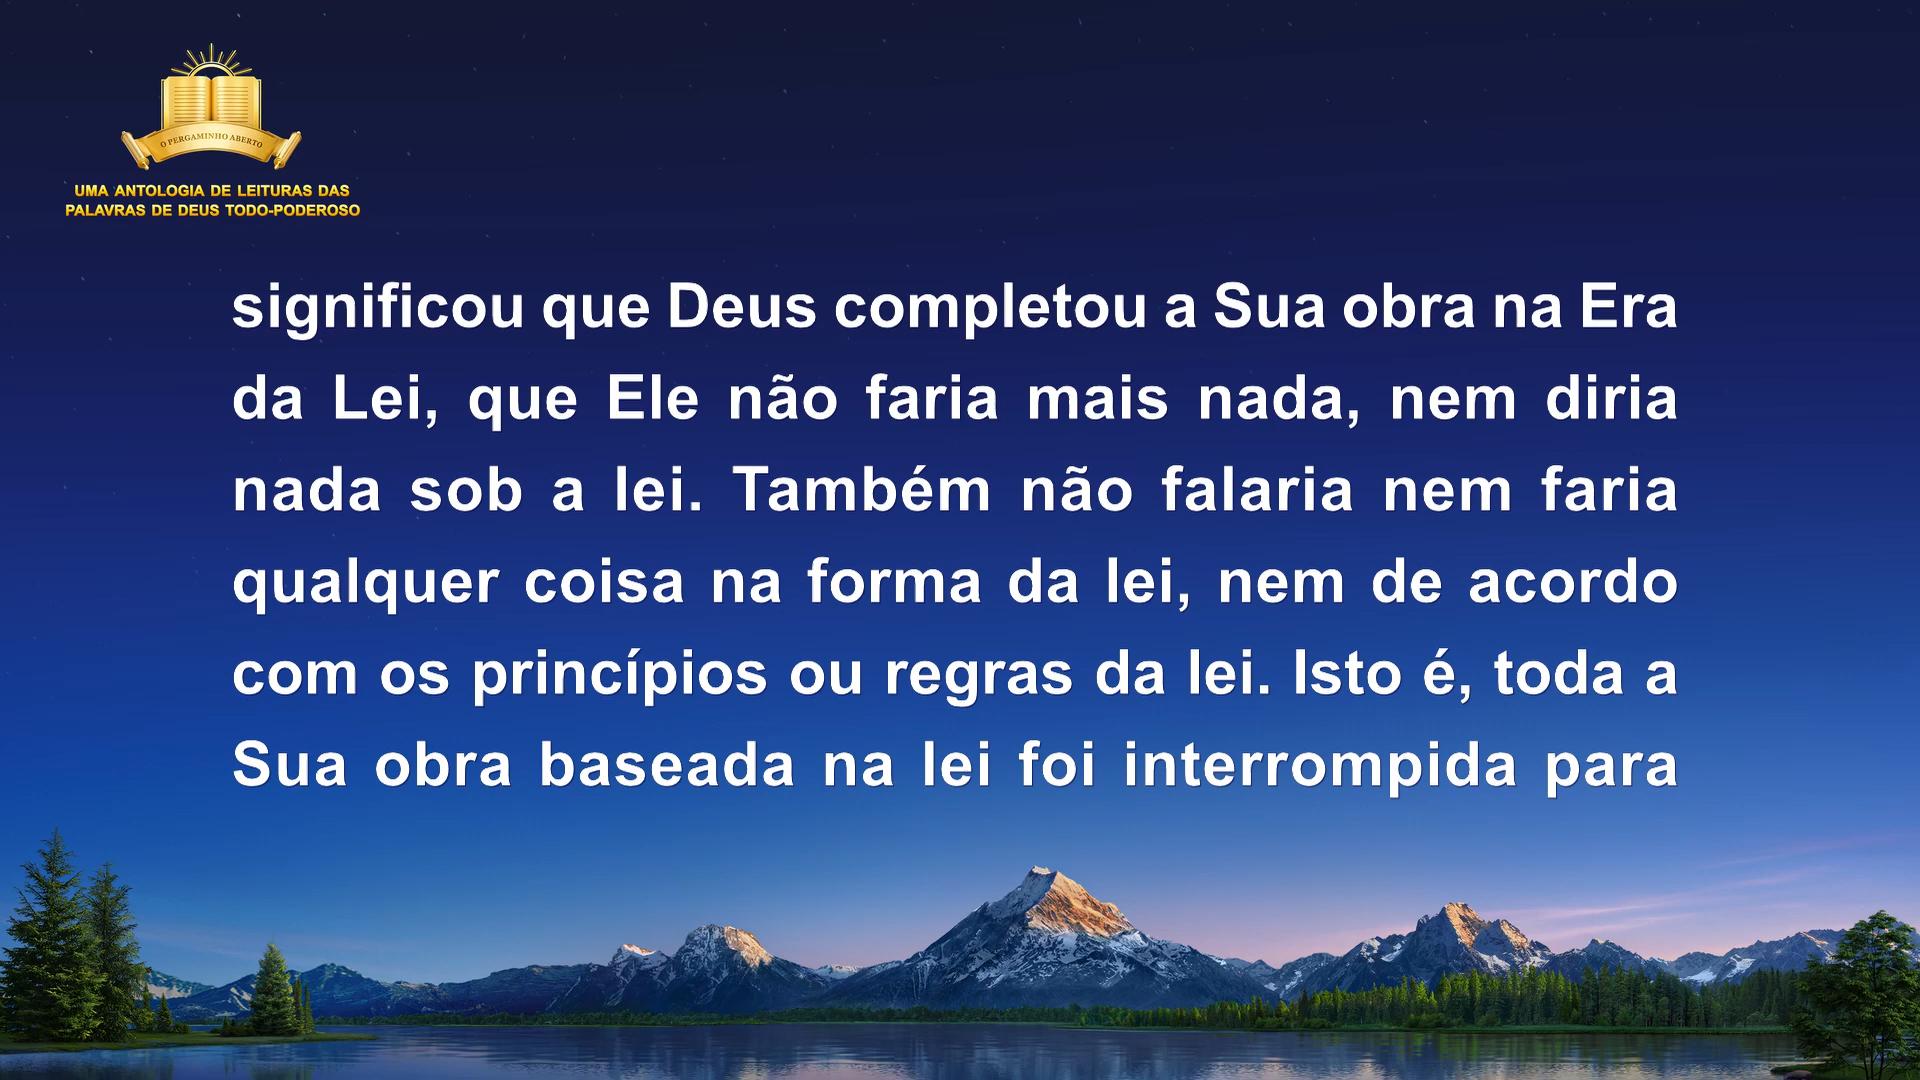 O PERGAMINHO ABERTO
UMA ANTOLOGIA DE LEITURAS DAS
PALAVRAS DE DEUS TODO-PODEROSO
significou que Deus completou a Sua obra na Era
da Lei, que Ele não faria mais nada, nem diria
nada sob a lei. Também não falaria nem faria
qualquer coisa na forma da lei, nem de acordo
com os princípios ou regras da lei. Isto é, toda a
Sua obra baseada na lei foi interrompida para